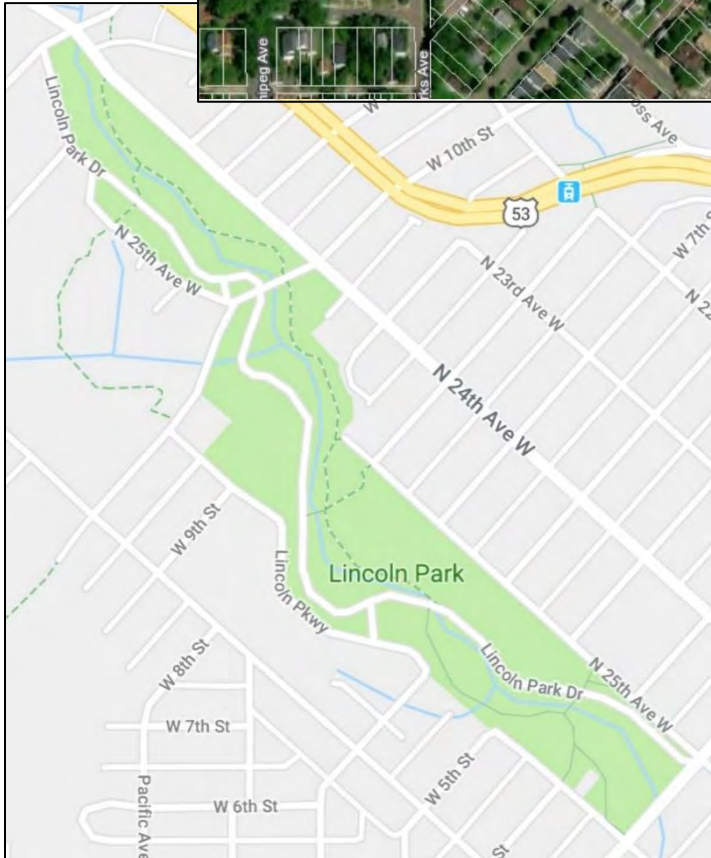 Lincoln Park Dr
W 10th St
53
N 25th Ave W
N 23rd Ave W
N 24th Ave W
W 9th St
Lincoln Pkwy
Lincoln Park
W 8th St
N 25th Ave W
Lincoln Park Dr
W 7th St
W 5th St
W 6th St
Pacific Ave